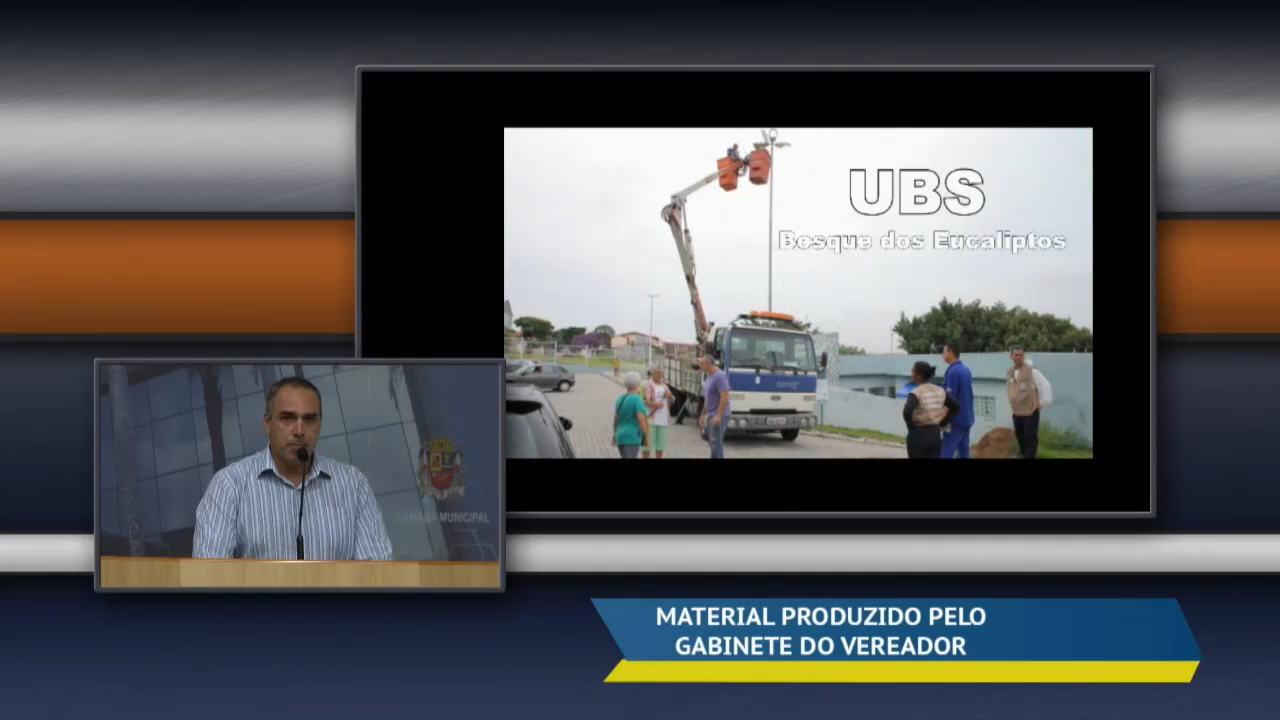 UBS
Bosque dos Eucaliptos
CÂMARA MUNICIPAL
MATERIAL PRODUZIDO PELO
GABINETE DO VEREADOR